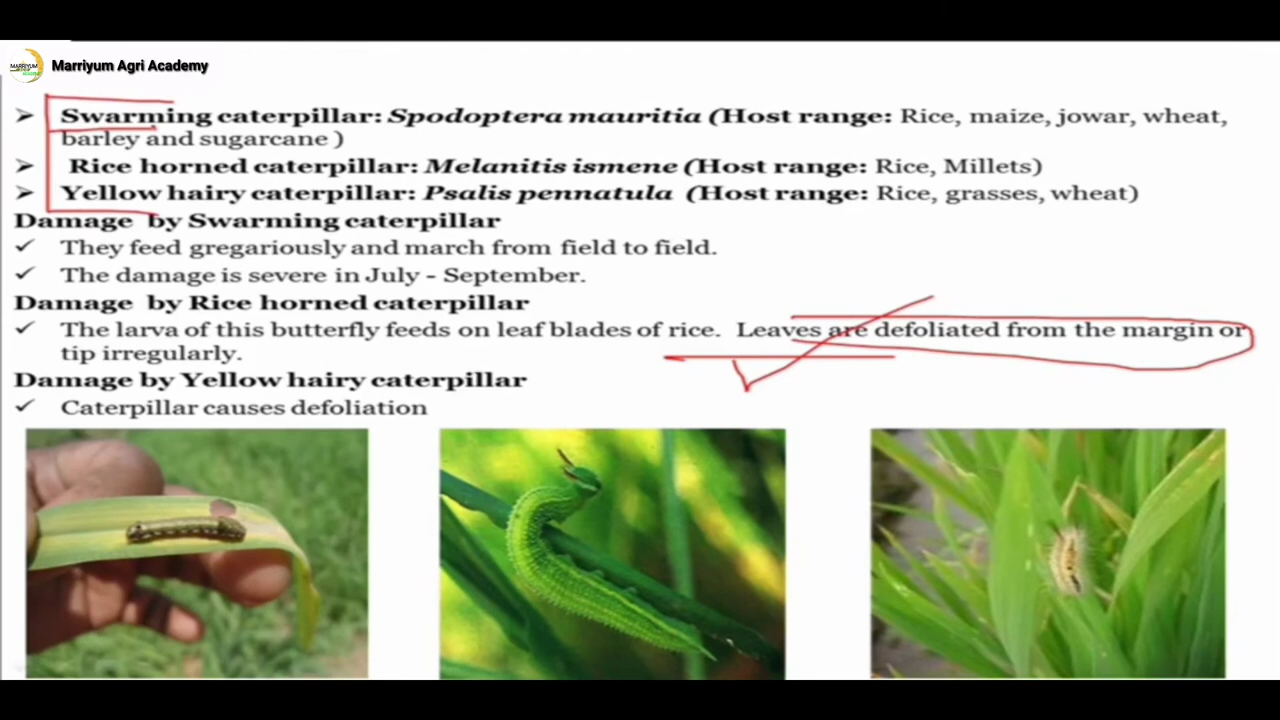 MARRIYUM
Marriyum Agri Academy
➤ Swarming caterpillar: Spodoptera mauritia (Host range: Rice, maize, jowar, wheat,
barley and sugarcane )
➤ Rice horned caterpillar: Melanitis ismene (Host range: Rice, Millets)
➤ Yellow hairy caterpillar: Psalis pennatula (Host range: Rice, grasses, wheat)
Damage by Swarming caterpillar
✓ They feed gregariously and march from field to field.
✓ The damage is severe in July - September.
Damage by Rice horned caterpillar
✓ The larva of this butterfly feeds on leaf blades of rice. Leaves are defoliated from the margin or
tip irregularly.
Damage by Yellow hairy caterpillar
✓ Caterpillar causes defoliation